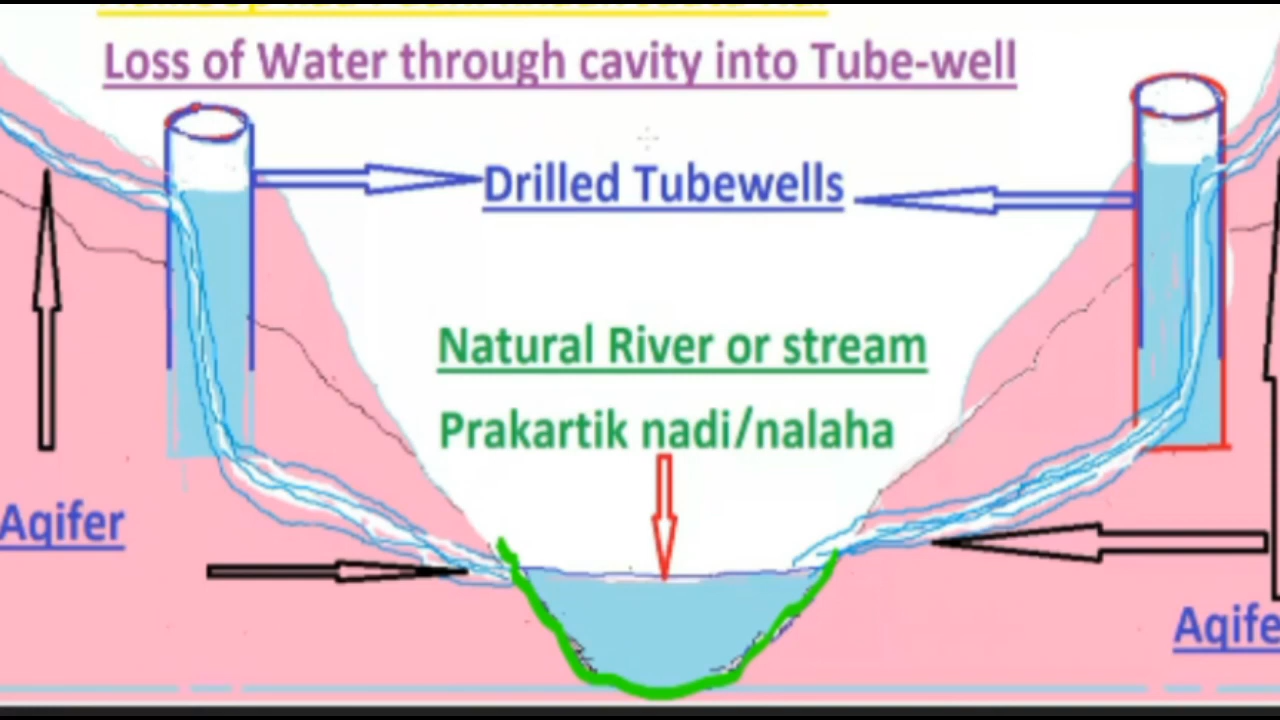 Loss of Water through cavity into Tube-well
Drilled Tubewells
Natural River or stream
Prakartik nadi/nalaha
Aqifer
Aqife